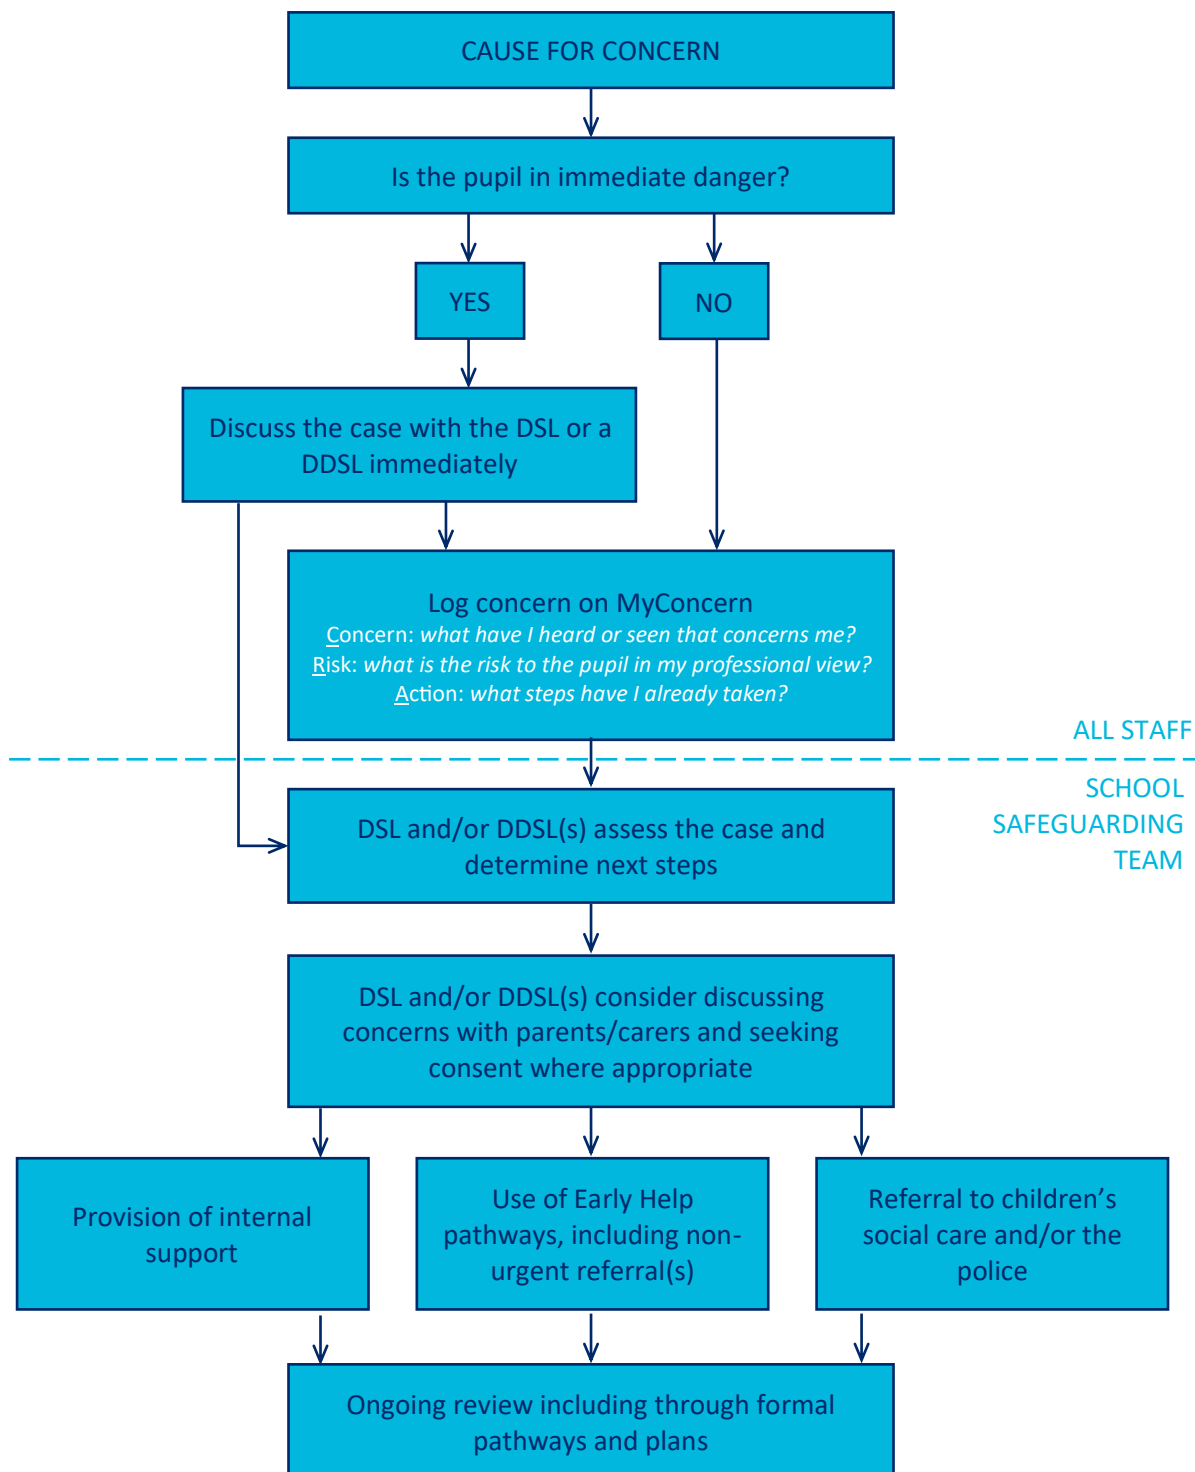 CAUSE FOR CONCERN
Is the pupil in immediate danger?
YES
NO
Discuss the case with the DSL or a
DDSL immediately
Log concern on MyConcern
Concern: what have I heard or seen that concerns me?
Risk: what is the risk to the pupil in my professional view?
Action: what steps have I already taken?
ALL STAFF
SCHOOL
SAFEGUARDING
TEAM
DSL and/or DDSL(s) assess the case and
determine next steps
DSL and/or DDSL(s) consider discussing
concerns with parents/carers and seeking
consent where appropriate
Provision of internal
support
Use of Early Help
pathways, including non-
urgent referral(s)
Referral to children’s
social care and/or the
police
Ongoing review including through formal
pathways and plans